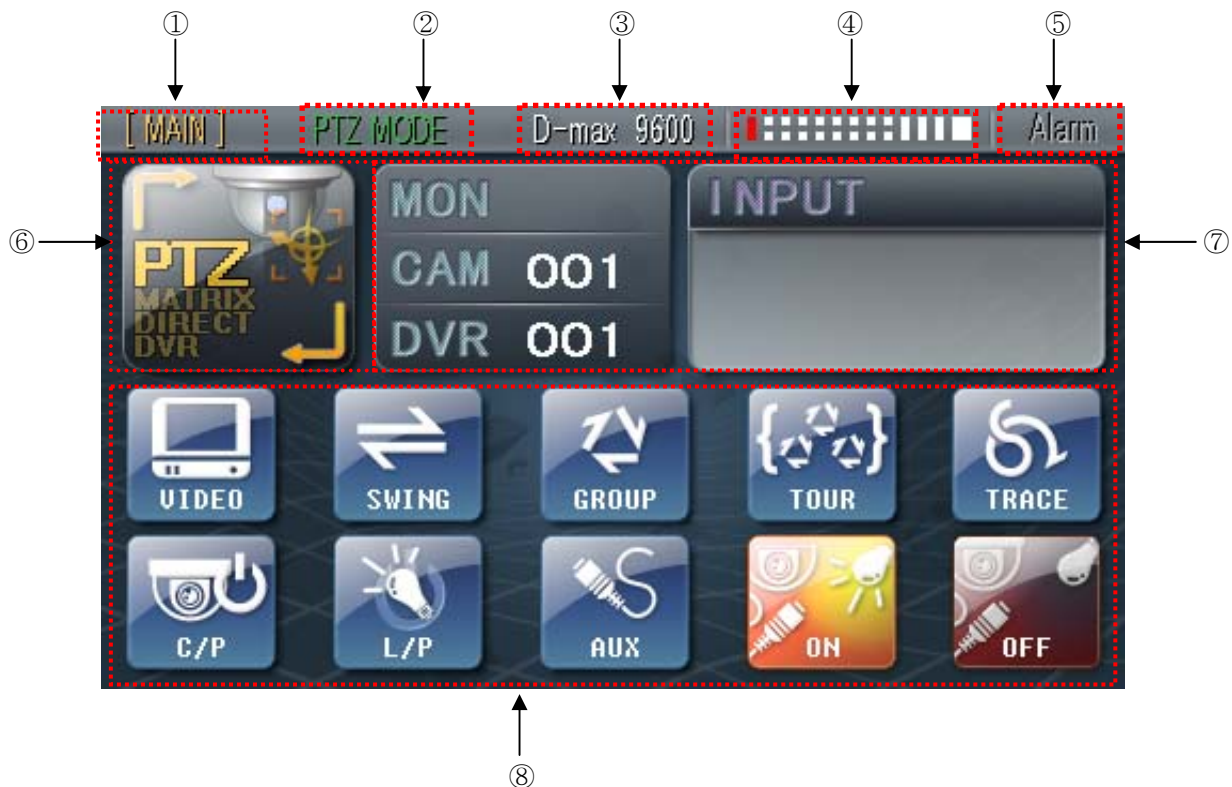 ① ② ③ ④ ⑤
[ MAIN ] PTZ MODE D-max 9600 Alarm
⑥
PTZ
MATRIX
DIRECT
DVR
MON
CAM 001
DVR 001
INPUT
⑦
VIDEO SWING GROUP TOUR TRACE
C/P L/P AUX ON OFF
⑧